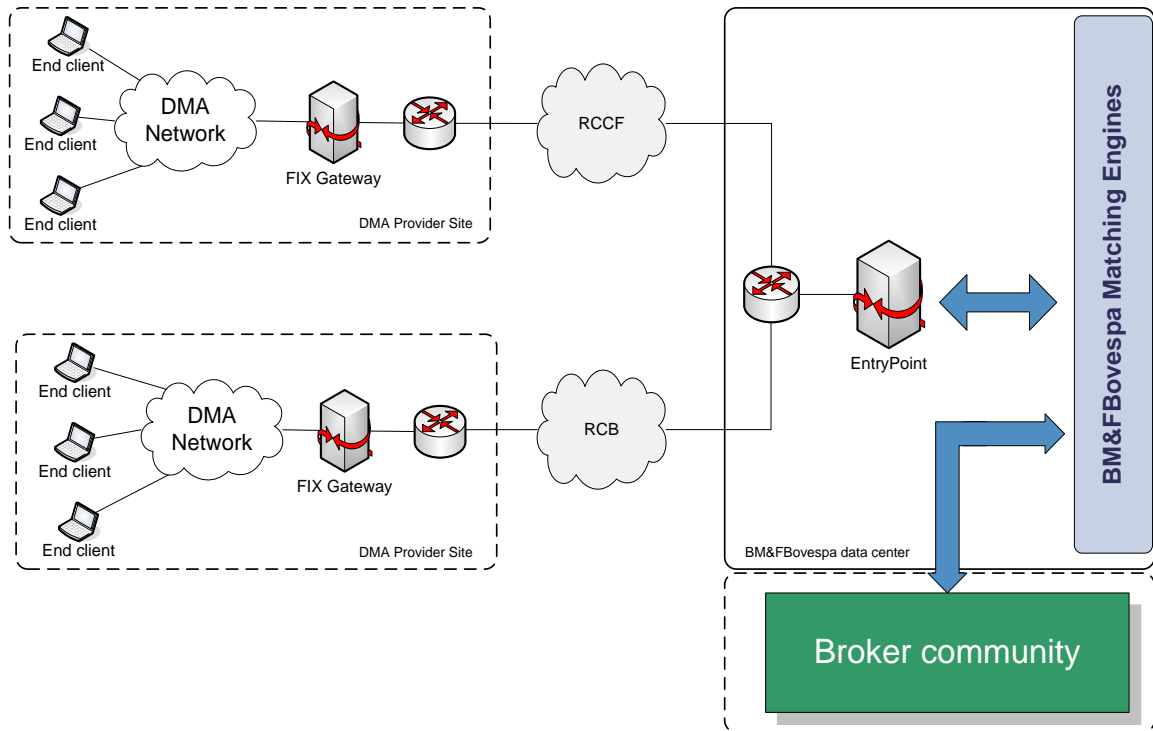 End client
End client
End client
DMA
Network
FIX Gateway
DMA Provider Site
RCCF
End client
End client
End client
DMA
Network
FIX Gateway
DMA Provider Site
RCB
EntryPoint
BM&FBovespa data center
BM&FBovespa Matching Engines
Broker community